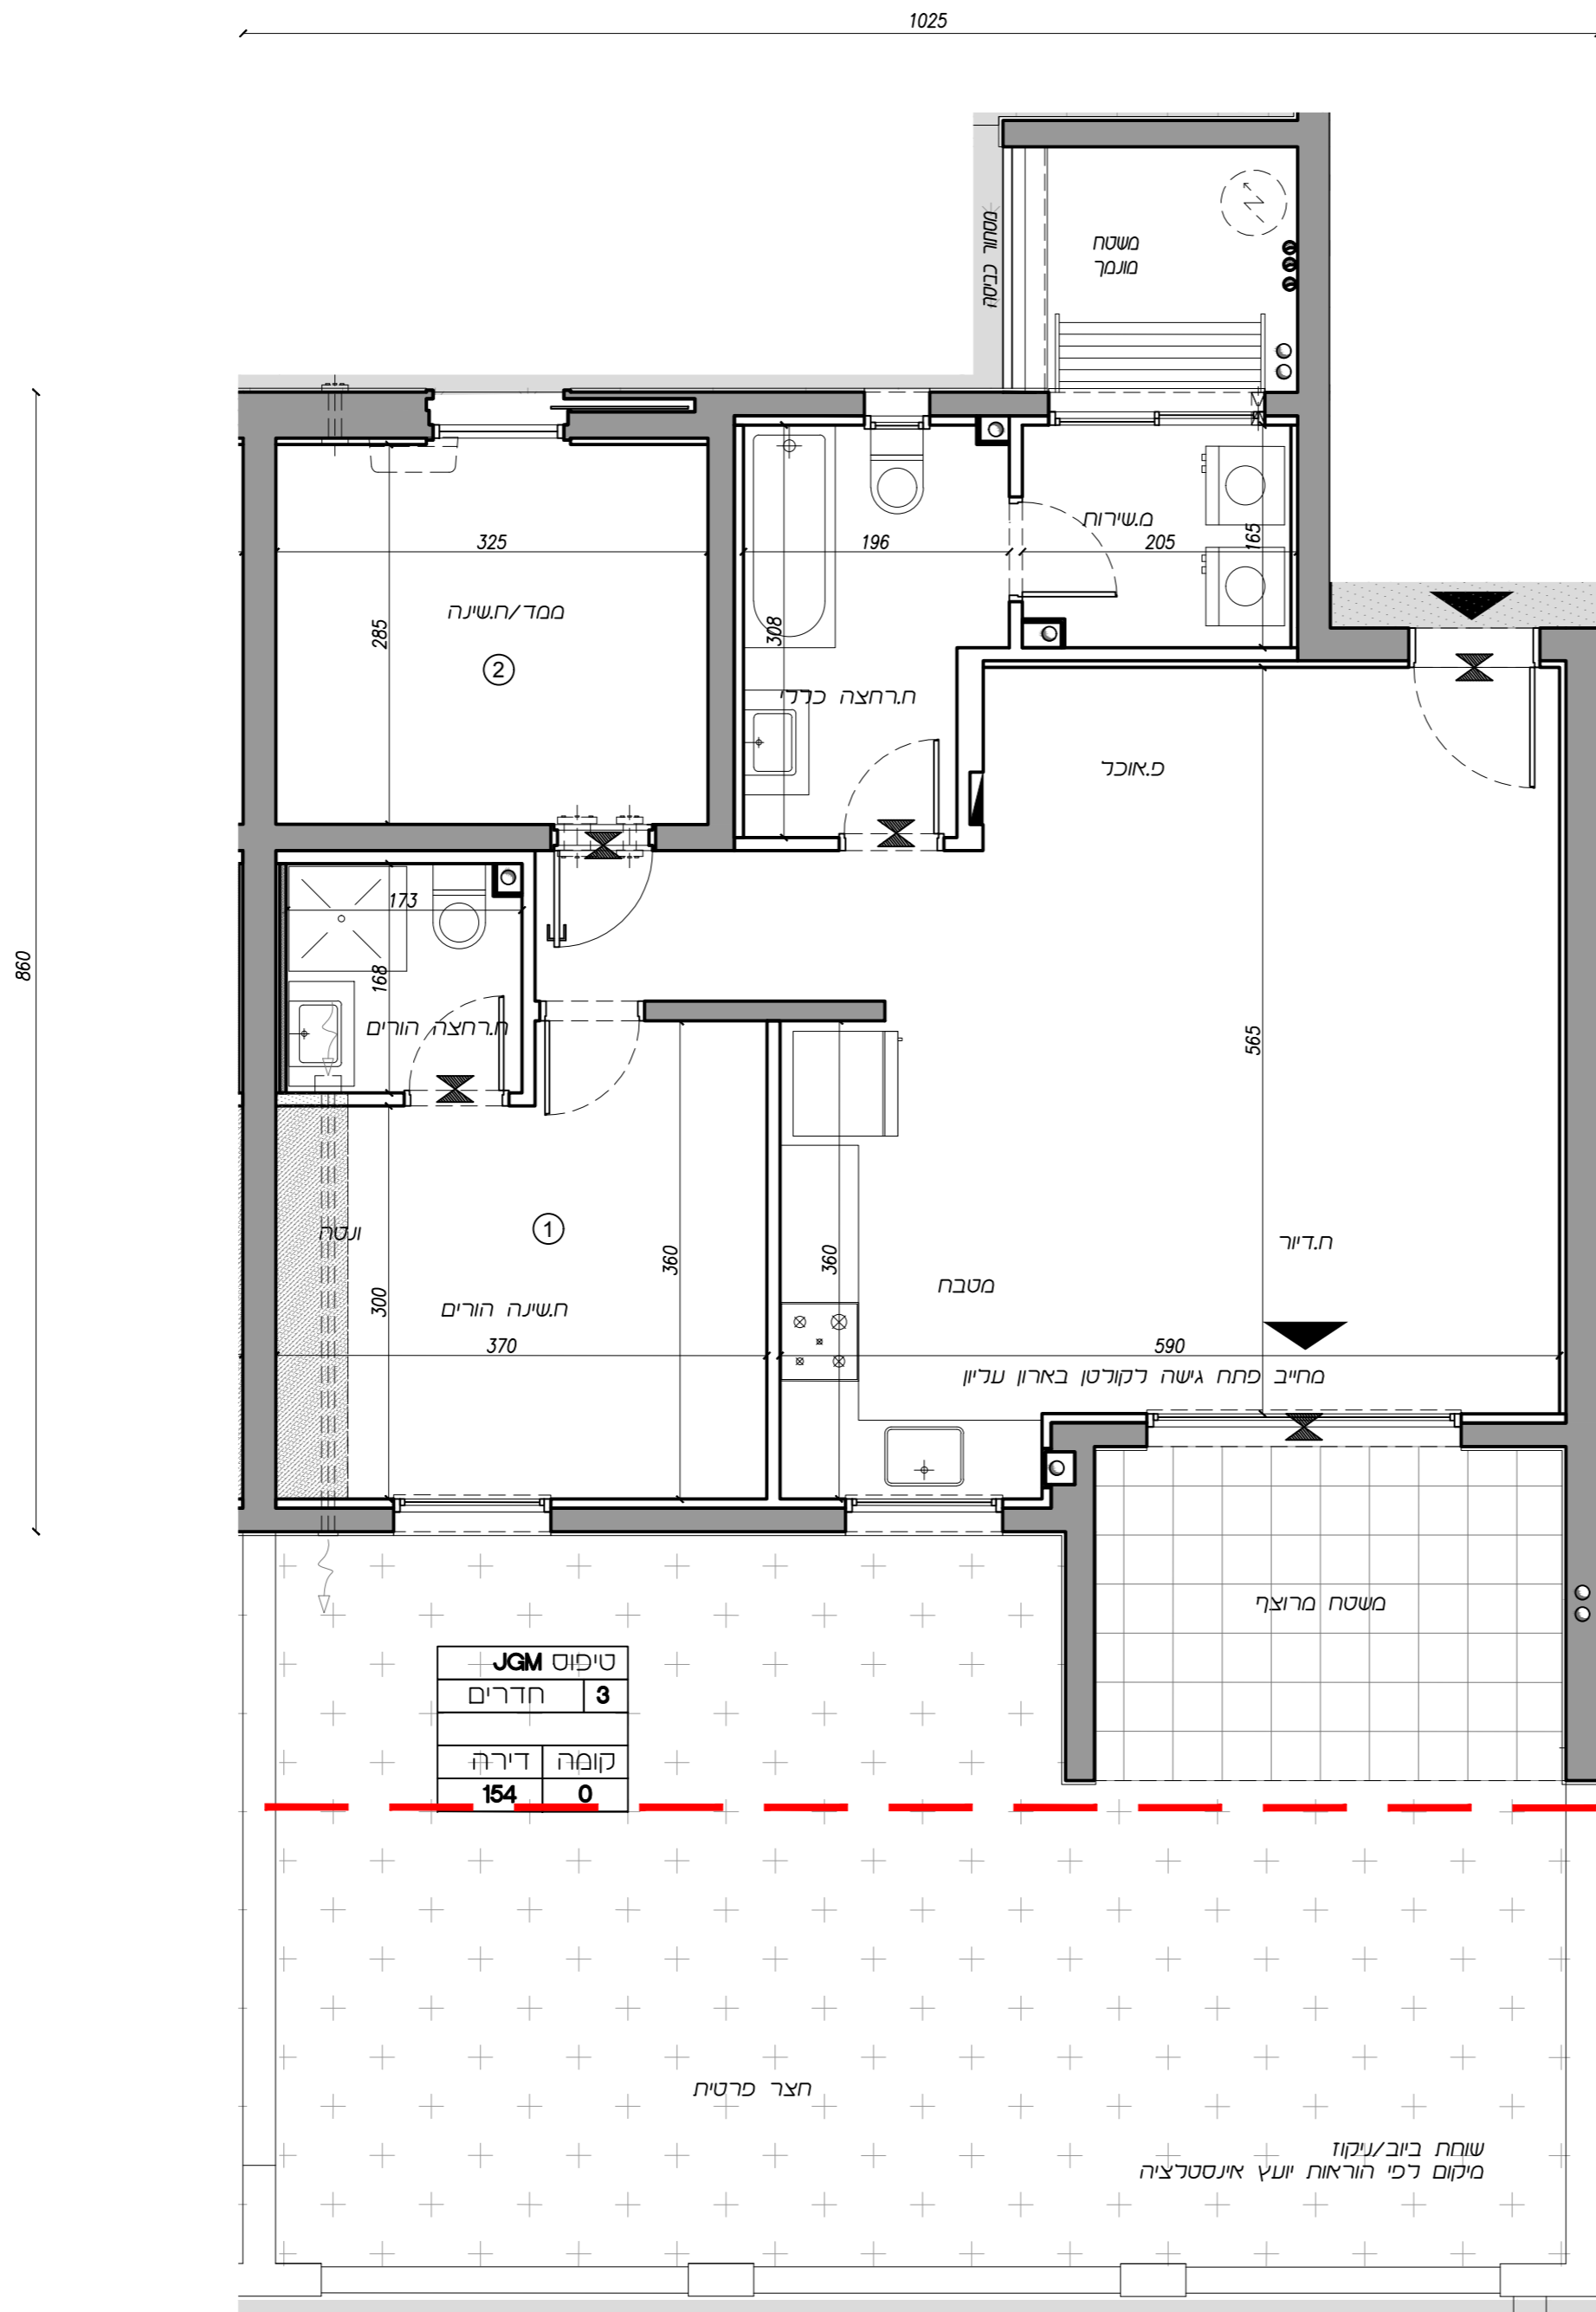 1025
מסתור כביסה
משטח
מונמך
מ.שירות
325
196
205
165
ממד/ח.שינה
285
308
2
ח.רחצה כללי
פ.אוכל
173
168
860
ח.רחצה הורים
565
ונטה
1
360
360
ח.דיור
300
ח.שינה הורים
מטבח
370
590
מחייב פתח גישה לקולטן בארון עליון
משטח מרוצף
טיפוס JGM
3 חדרים
קומה דירה
0 154
חצר פרטית
שוחת ביוב/ניקוז
מיקום לפי הוראות יועץ אינסטלציה